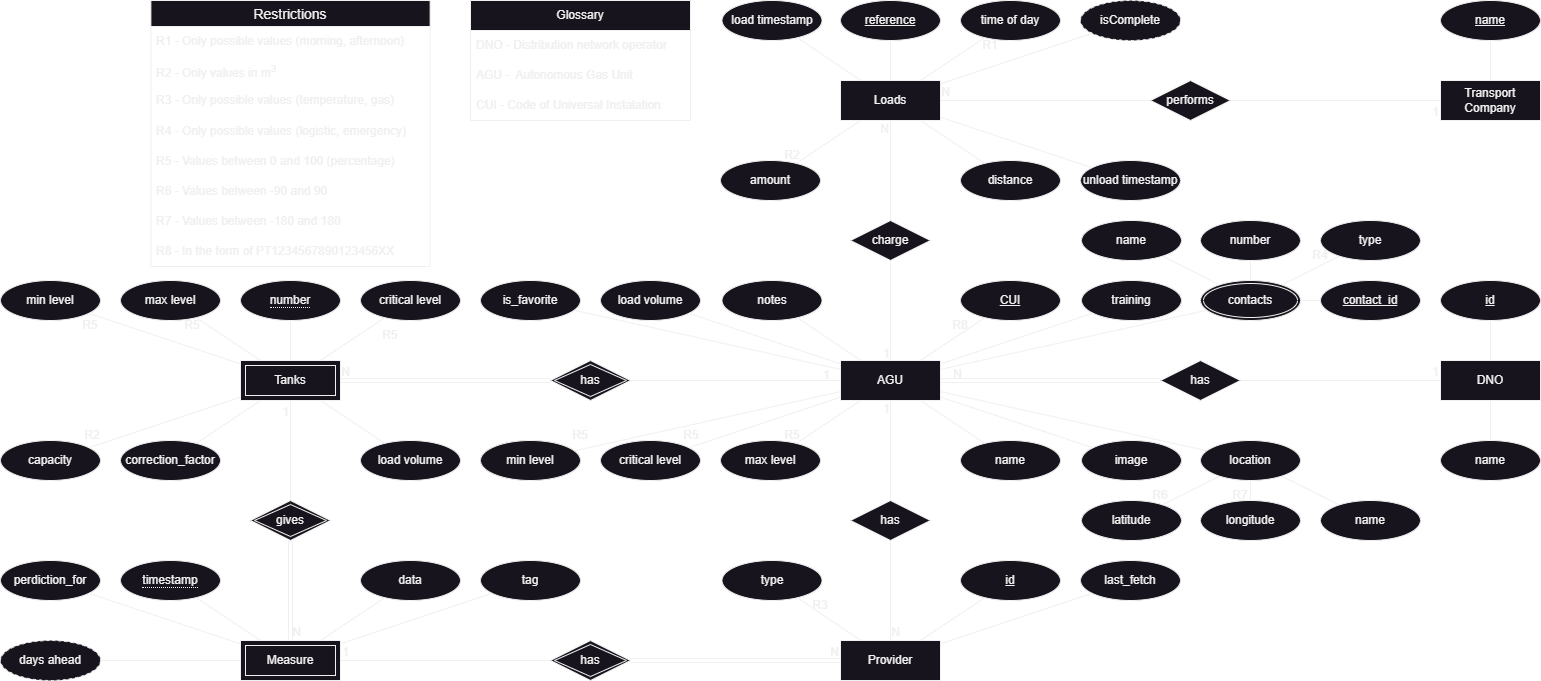 Restrictions
R1 - Only possible values (morning, afternoon)
R2 - Only values in m3
R3 - Only possible values (temperature, gas)
R4 - Only possible values (logistic, emergency)
R5 - Values between 0 and 100 (percentage)
R6 - Values between -90 and 90
R7 - Values between -180 and 180
R8 - In the form of PT1234567890123456XX
Glossary
DNO - Distribution network operator
AGU - Autonomous Gas Unit
CUI - Code of Universal Instalation
load timestamp
reference
time of day
isComplete
name
R1
Loads
N
performs
1
Transport
Company
N
R2
amount
distance
unload timestamp
charge
name
number
type
R4
min level
max level
number
critical level
is_favorite
load volume
notes
CUI
training
contacts
contact_id
id
R5
R5
R5
R8
1
Tanks
N
has
1
AGU
N
has
1
DNO
1
1
R2
R5
R5
R5
capacity
correction_factor
load volume
min level
critical level
max level
name
image
location
name
R6
R7
gives
has
latitude
longitude
name
perdiction_for
timestamp
data
tag
type
id
last_fetch
R3
N
N
days ahead
Measure
1
has
N
Provider